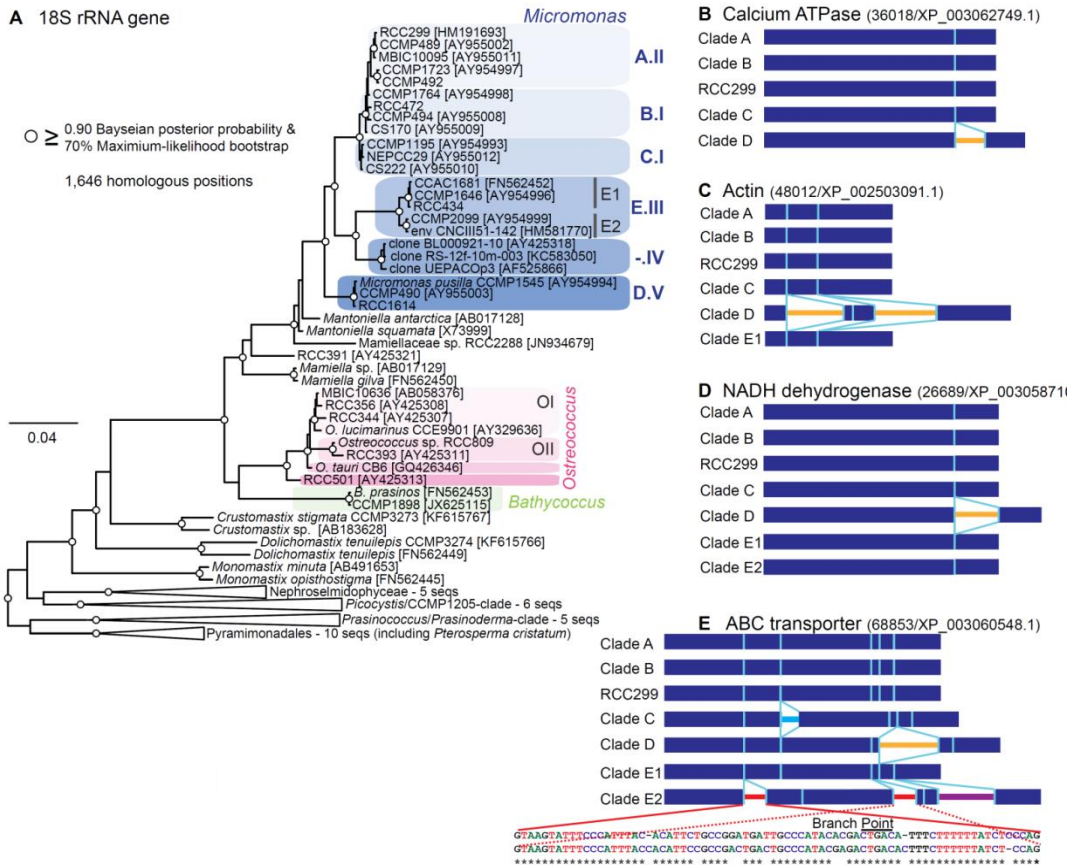 A 18S rRNA gene
Micromonas
RCC299 [HM191693]
CCMP489 [AY955002]
MBIC10095 [AY955011]
CCMP1723 [AY954997]
CCMP492
A.II
CCMP1764 [AY954998]
RCC472
CCMP494 [AY955008]
CS170 [AY955009]
B.I
CCMP1195 [AY954993]
NEPCC29 [AY955012]
CS222 [AY955010]
C.I
CCAC1681 [FN562452]
CCMP1646 [AY954996]
RCC434
E1
E.III
CCMP2099 [AY954999]
env CNCIII51-142 [HM581770]
E2
clone BL000921-10 [AY425318]
clone RS-12f-10m-003 [KC583050]
clone UEPACOp3 [AF525866]
-.IV
Micromonas pusilla CCMP1545 [AY954994]
CCMP490 [AY955003]
RCC1614
D.V
Mantoniella antarctica [AB017128]
Mantoniella squamata [X73999]
Mamiellaceae sp. RCC2288 [JN934679]
RCC391 [AY425321]
Mamiella sp. [AB017129]
Mamiella gilva [FN562450]
MBIC10636 [AB058376]
RCC356 [AY425308]
RCC344 [AY425307]
O. lucimarinus CCE9901 [AY329636]
OI
Ostreococcus sp. RCC809
RCC393 [AY425311]
OII
O. tauri CB6 [GQ426346]
RCC501 [AY425313]
Ostreococcus
B. prasinos [FN562453]
CCMP1898 [JX625115]
Bathycoccus
Crustomastix stigmata CCMP3273 [KF615767]
Crustomastix sp. [AB183628]
Dolichomastix tenuilepis CCMP3274 [KF615766]
Dolichomastix tenuilepis [FN562449]
Monomastix minuta [AB491653]
Monomastix opisthostigma [FN562445]
Nephroselmidophyceae - 5 seqs
Picocystis/CCMP1205-clade - 6 seqs
Prasinococcus/Prasinoderma-clade - 5 seqs
Pyramimonadales - 10 seqs (including Pterosperma cristatum)
≥ 0.90 Bayseian posterior probability &
70% Maximum-likelihood bootstrap
1,646 homologous positions
0.04
B Calcium ATPase (36018/XP_003062749.1)
Clade A
Clade B
RCC299
Clade C
Clade D
C Actin (48012/XP_002503091.1)
Clade A
Clade B
RCC299
Clade C
Clade D
Clade E1
D NADH dehydrogenase (26689/XP_003058710
Clade A
Clade B
RCC299
Clade C
Clade D
Clade E1
Clade E2
E ABC transporter (68853/XP_003060548.1)
Clade A
Clade B
RCC299
Clade C
Clade D
Clade E1
Clade E2
Branch Point
GTAAGTATTTCCCGATTTAC-ACATTCTGCCGGATGATTGCCCATACACGACTGACA-TTTCTTTTTTATCTCCCAG
GTAAGTATTTCCCATTTACCACATTCCGCCGACTGACTGCCCATACGAGACTGACACTTTCTTTTTTATCT-CCAG